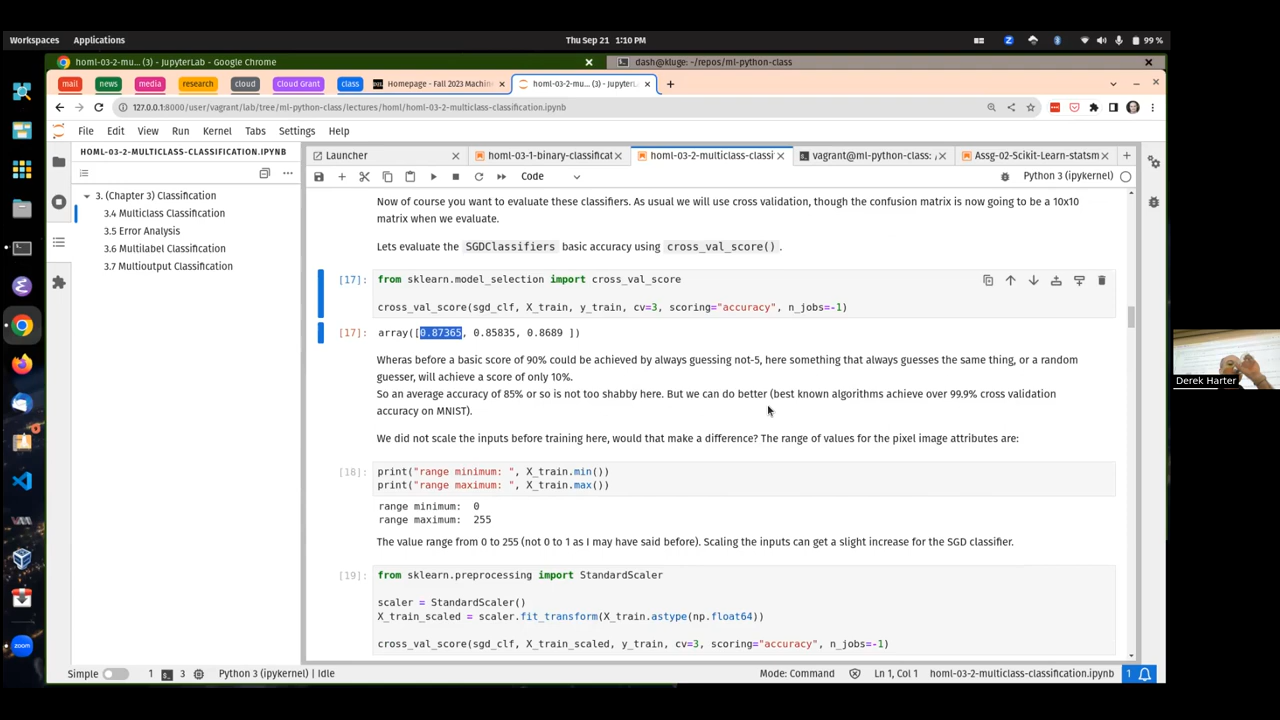 Workspaces Applications Thu Sep 21 1:10 PM 99 %
homl-03-2-mu... (3) - JupyterLab - Google Chrome dash@kluge: ~/repos/ml-python-class
mail news media research cloud Cloud Grant class Homepage - Fall 2023 Machin homl-03-2-mu... (3) - JupyterL
127.0.0.1:8000/user/vagrant/lab/tree/ml-python-class/lectures/homl/homl-03-2-multiclass-classification.ipynb
File Edit View Run Kernel Tabs Settings Help
HOML-03-2-MULTICLASS-CLASSIFICATION.IPYNB
Launcher homl-03-1-binary-classificat homl-03-2-multiclass-classi vagrant@ml-python-class: / Assg-02-Scikit-Learn-statsm
Code Python 3 (ipykernel)
3. (Chapter 3) Classification
3.4 Multiclass Classification
3.5 Error Analysis
3.6 Multilabel Classification
3.7 Multioutput Classification
Now of course you want to evaluate these classifiers. As usual we will use cross validation, though the confusion matrix is now going to be a 10x10
matrix when we evaluate.
Lets evaluate the SGDClassifiers basic accuracy using cross_val_score().
[17]: from sklearn.model_selection import cross_val_score
cross_val_score(sgd_clf, X_train, y_train, cv=3, scoring="accuracy", n_jobs=-1)
[17]: array([0.87365, 0.85835, 0.8689 ])
Wheras before a basic score of 90% could be achieved by always guessing not-5, here something that always guesses the same thing, or a random
guesser, will achieve a score of only 10%.
So an average accuracy of 85% or so is not too shabby here. But we can do better (best known algorithms achieve over 99.9% cross validation
accuracy on MNIST).
We did not scale the inputs before training here, would that make a difference? The range of values for the pixel image attributes are:
[18]: print("range minimum: ", X_train.min())
print("range maximum: ", X_train.max())
range minimum: 0
range maximum: 255
The value range from 0 to 255 (not 0 to 1 as I may have said before). Scaling the inputs can get a slight increase for the SGD classifier.
[19]: from sklearn.preprocessing import StandardScaler
scaler = StandardScaler()
X_train_scaled = scaler.fit_transform(X_train.astype(np.float64))
cross_val_score(sgd_clf, X_train_scaled, y_train, cv=3, scoring="accuracy", n_jobs=-1)
Derek Harter
Simple 1 3 Python 3 (ipykernel) | Idle Mode: Command Ln 1, Col 1 homl-03-2-multiclass-classification.ipynb 1